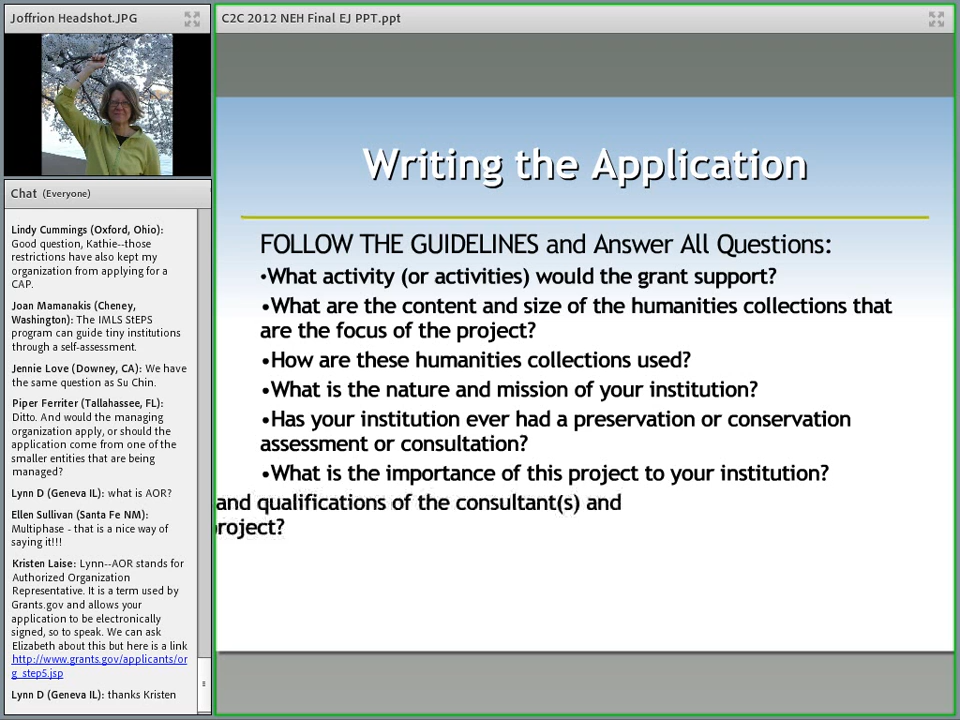 Joffrion Headshot.JPG
Chat (Everyone)
Lindy Cummings (Oxford, Ohio):
Good question, Kathie--those
restrictions have also kept my
organization from applying for a
CAP.
Joan Mamanakis (Cheney,
Washington): The IMLS StEPS
program can guide tiny institutions
through a self-assessment.
Jennie Love (Downey, CA): We have
the same question as Su Chin.
Piper Ferriter (Tallahassee, FL):
Ditto. And would the managing
organization apply, or should the
application come from one of the
smaller entities that are being
managed?
Lynn D (Geneva IL): what is AOR?
Ellen Sullivan (Santa Fe NM):
Multiphase - that is a nice way of
saying it!!!
Kristen Laise: Lynn--AOR stands for
Authorized Organization
Representative. It is a term used by
Grants.gov and allows your
application to be electronically
signed, so to speak. We can ask
Elizabeth about this but here is a link
http://www.grants.gov/applicants/or
g_step5.jsp
Lynn D (Geneva IL): thanks Kristen
C2C 2012 NEH Final EJ PPT.ppt
Writing the Application
FOLLOW THE GUIDELINES and Answer All Questions:
•What activity (or activities) would the grant support?
•What are the content and size of the humanities collections that
are the focus of the project?
•How are these humanities collections used?
•What is the nature and mission of your institution?
•Has your institution ever had a preservation or conservation
assessment or consultation?
•What is the importance of this project to your institution?
and qualifications of the consultant(s) and
project?